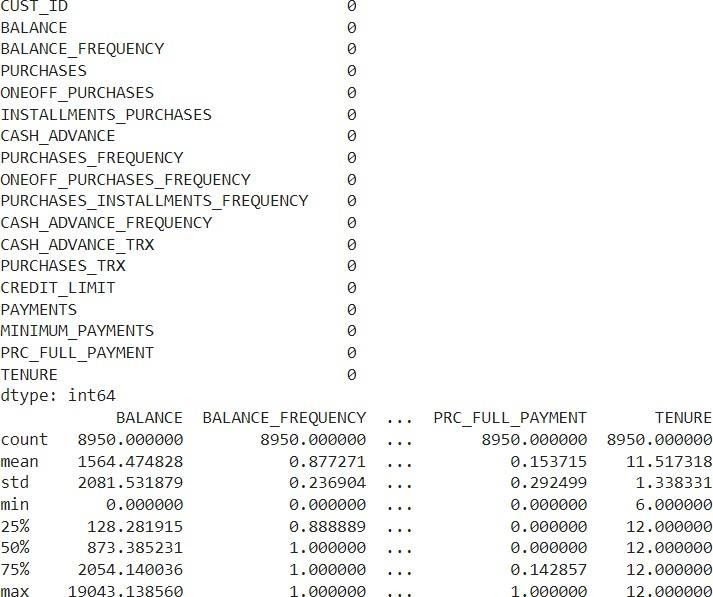 CUST_ID 0
BALANCE 0
BALANCE_FREQUENCY 0
PURCHASES 0
ONEOFF_PURCHASES 0
INSTALLMENTS_PURCHASES 0
CASH_ADVANCE 0
PURCHASES_FREQUENCY 0
ONEOFF_PURCHASES_FREQUENCY 0
PURCHASES_INSTALLMENTS_FREQUENCY 0
CASH_ADVANCE_FREQUENCY 0
CASH_ADVANCE_TRX 0
PURCHASES_TRX 0
CREDIT_LIMIT 0
PAYMENTS 0
MINIMUM_PAYMENTS 0
PRC_FULL_PAYMENT 0
TENURE 0
dtype: int64
BALANCE BALANCE_FREQUENCY ... PRC_FULL_PAYMENT TENURE
count 8950.000000 8950.000000 ... 8950.000000 8950.000000
mean 1564.474828 0.877271 ... 0.153715 11.517318
std 2081.531879 0.236904 ... 0.292499 1.338331
min 0.000000 0.000000 ... 0.000000 6.000000
25% 128.281915 0.888889 ... 0.000000 12.000000
50% 873.385231 1.000000 ... 0.000000 12.000000
75% 2054.140036 1.000000 ... 0.142857 12.000000
max 19043.138560 1.000000 ... 1.000000 12.000000